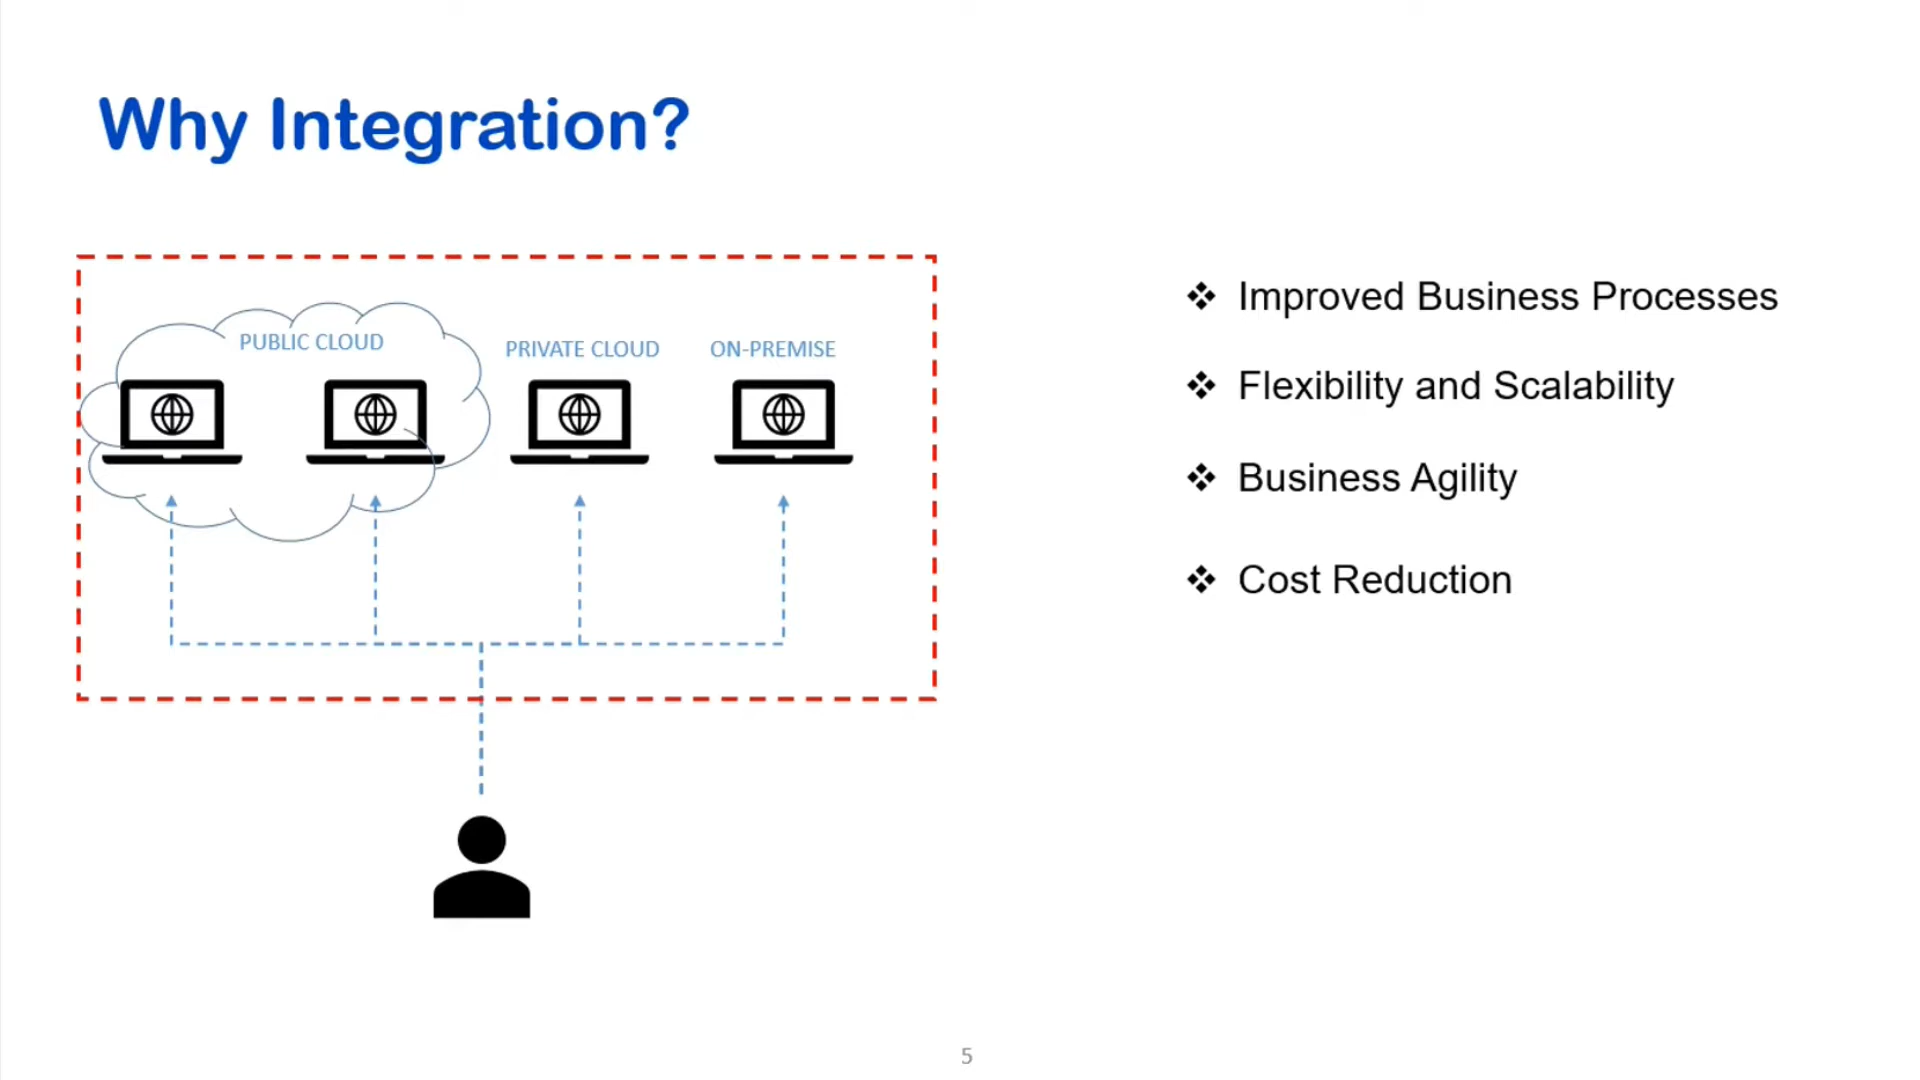 Why Integration?
PUBLIC CLOUD
PRIVATE CLOUD
ON-PREMISE
Improved Business Processes
Flexibility and Scalability
Business Agility
Cost Reduction
5